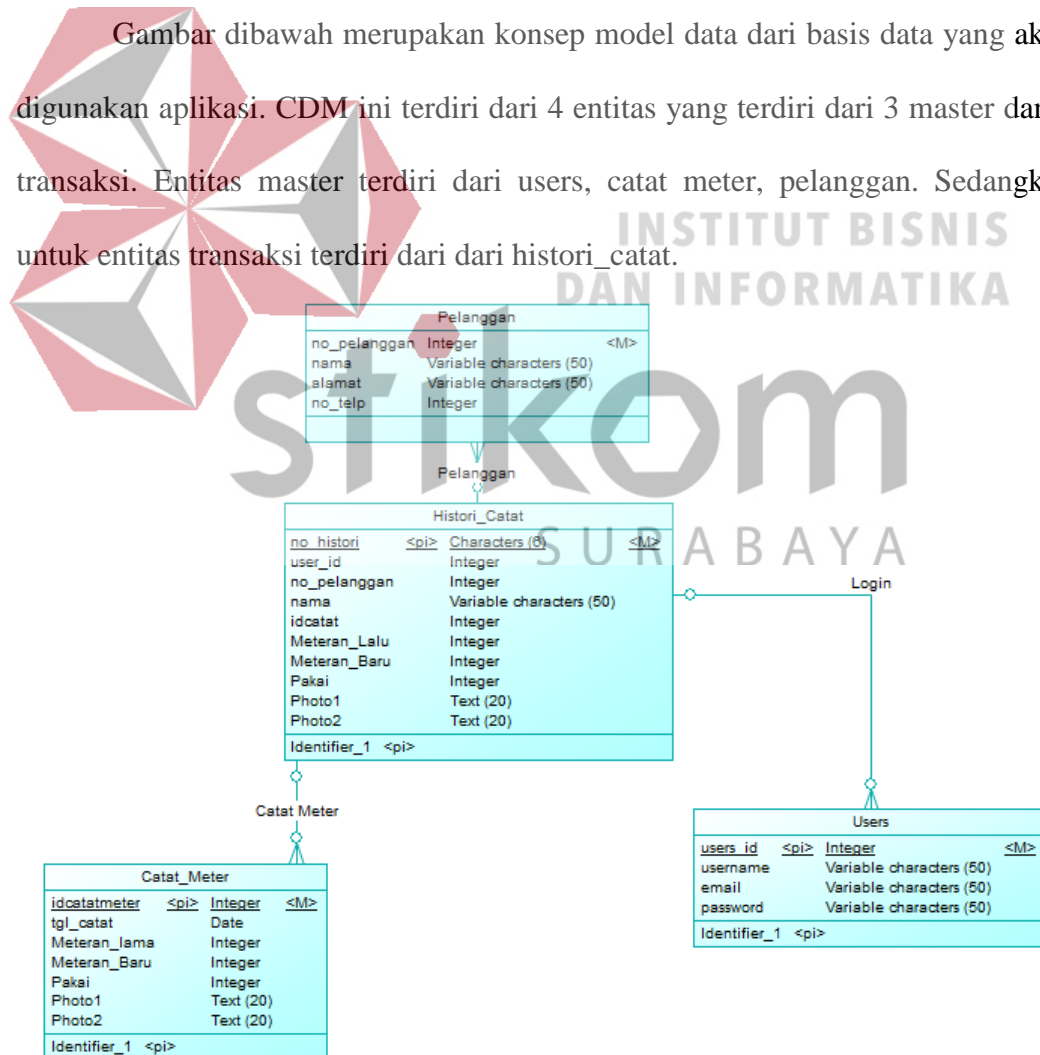 Gambar dibawah merupakan konsep model data dari basis data yang ak
digunakan aplikasi. CDM ini terdiri dari 4 entitas yang terdiri dari 3 master dan
transaksi. Entitas master terdiri dari users, catat meter, pelanggan. Sedangk
untuk entitas transaksi terdiri dari dari histori_catat.
INSTITUT BISNIS
DAN INFORMATIKA
stikom
SURABAYA
Pelanggan
no_pelanggan Integer <M>
nama Variable characters (50)
alamat Variable characters (50)
no_telp Integer
Pelanggan
Histori_Catat
no_histori <pi> Characters (6) <M>
user_id Integer
no_pelanggan Integer
nama Variable characters (50)
idcatat Integer
Meteran_Lalu Integer
Meteran_Baru Integer
Pakai Integer
Photo1 Text (20)
Photo2 Text (20)
Identifier_1 <pi>
Login
Catat Meter
Users
users_id <pi> Integer <M>
username Variable characters (50)
email Variable characters (50)
password Variable characters (50)
Identifier_1 <pi>
Catat_Meter
idcatatmeter <pi> Integer <M>
tgl_catat Date
Meteran_lama Integer
Meteran_Baru Integer
Pakai Integer
Photo1 Text (20)
Photo2 Text (20)
Identifier_1 <pi>